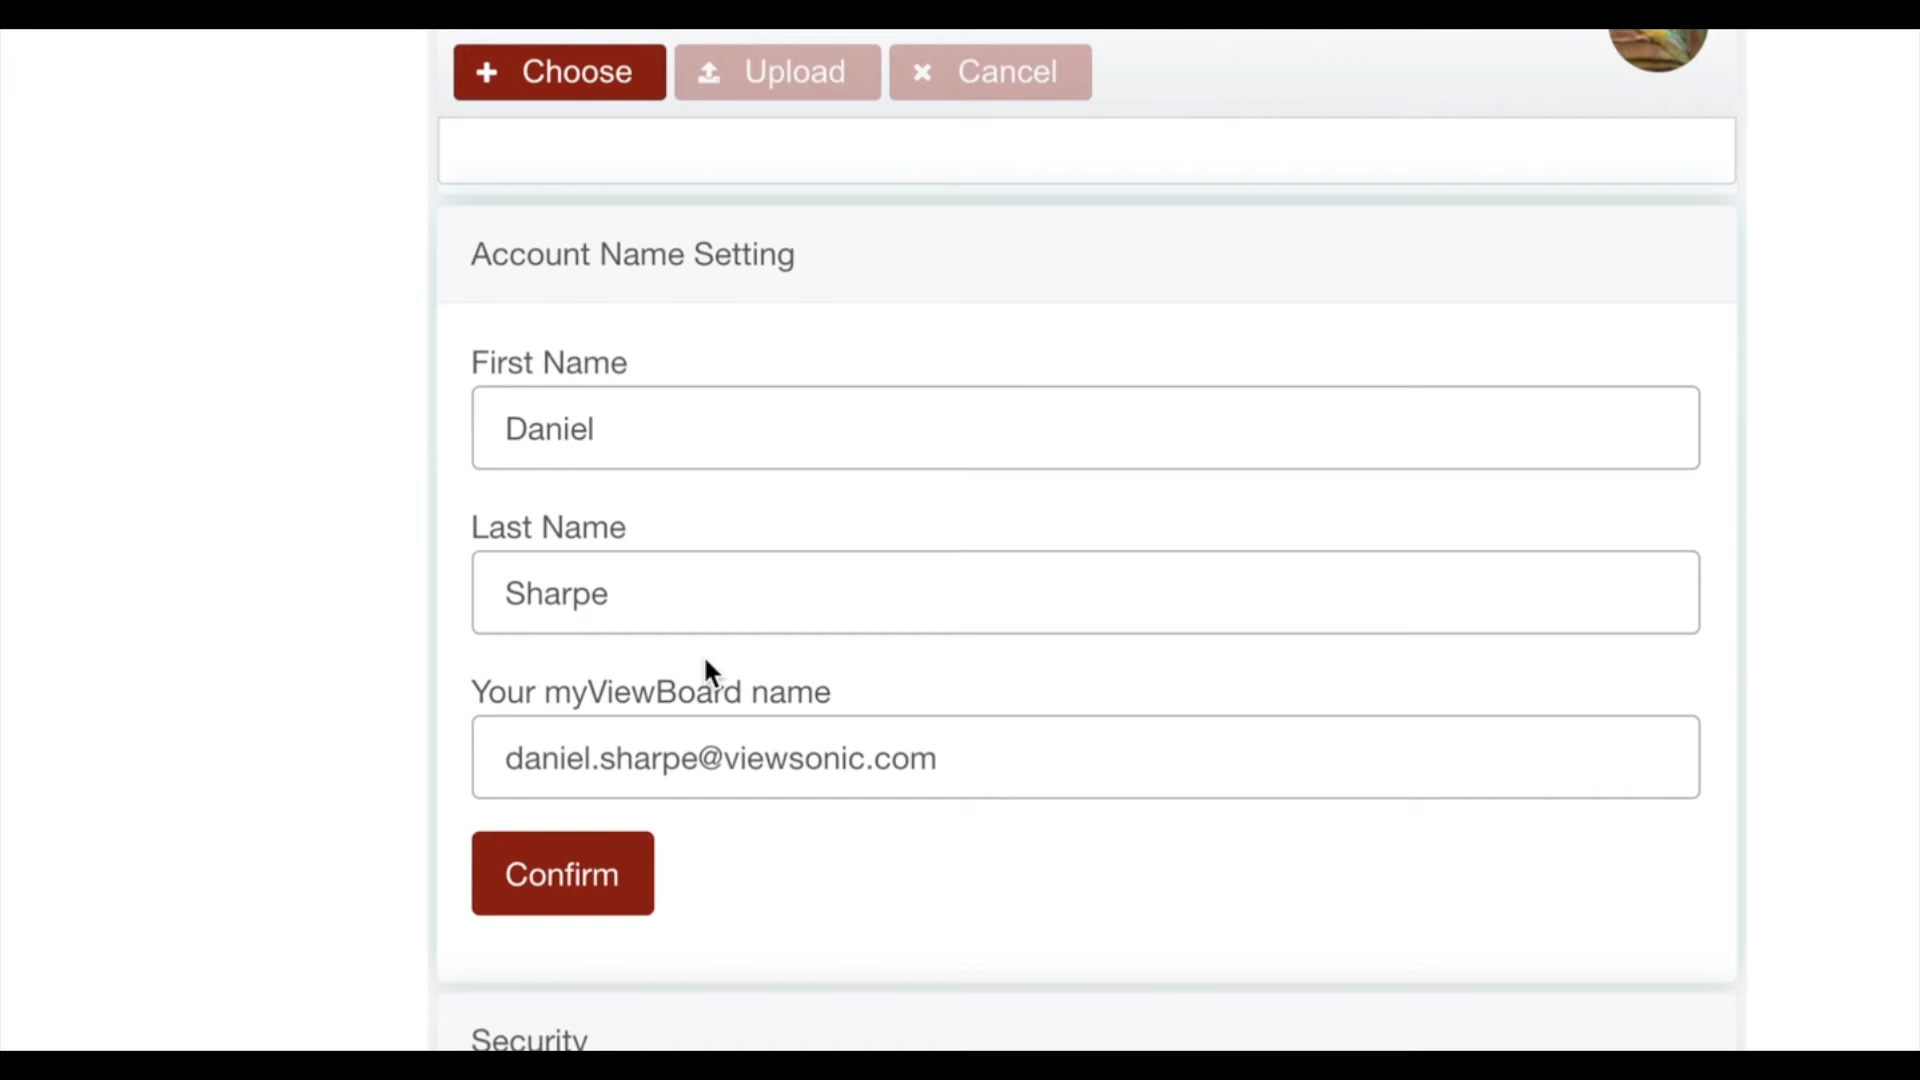 Choose Upload Cancel
Account Name Setting
First Name
Daniel
Last Name
Sharpe
Your myViewBoard name
daniel.sharpe@viewsonic.com
Confirm
Security